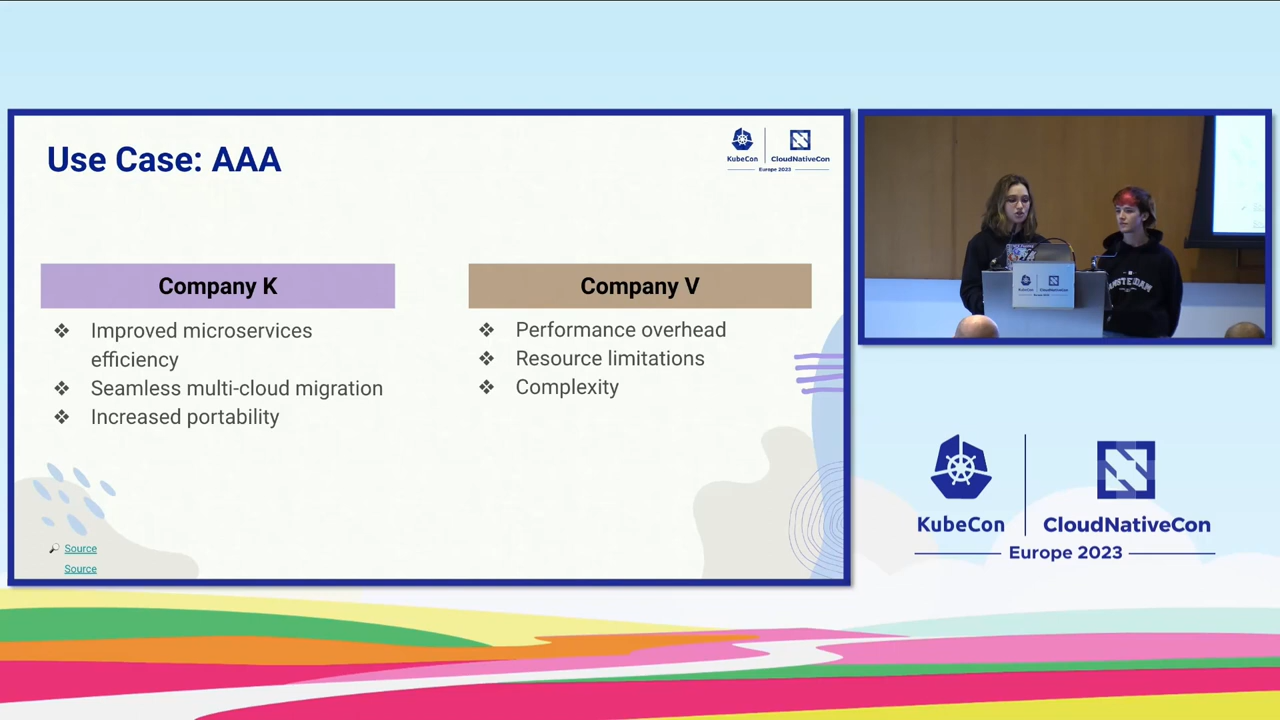 Use Case: AAA
KubeCon
CloudNativeCon
Europe 2023
Company K
❖ Improved microservices
efficiency
❖ Seamless multi-cloud migration
❖ Increased portability
Company V
❖ Performance overhead
❖ Resource limitations
❖ Complexity
Source
Source
KubeCon
CloudNativeCon
Europe 2023